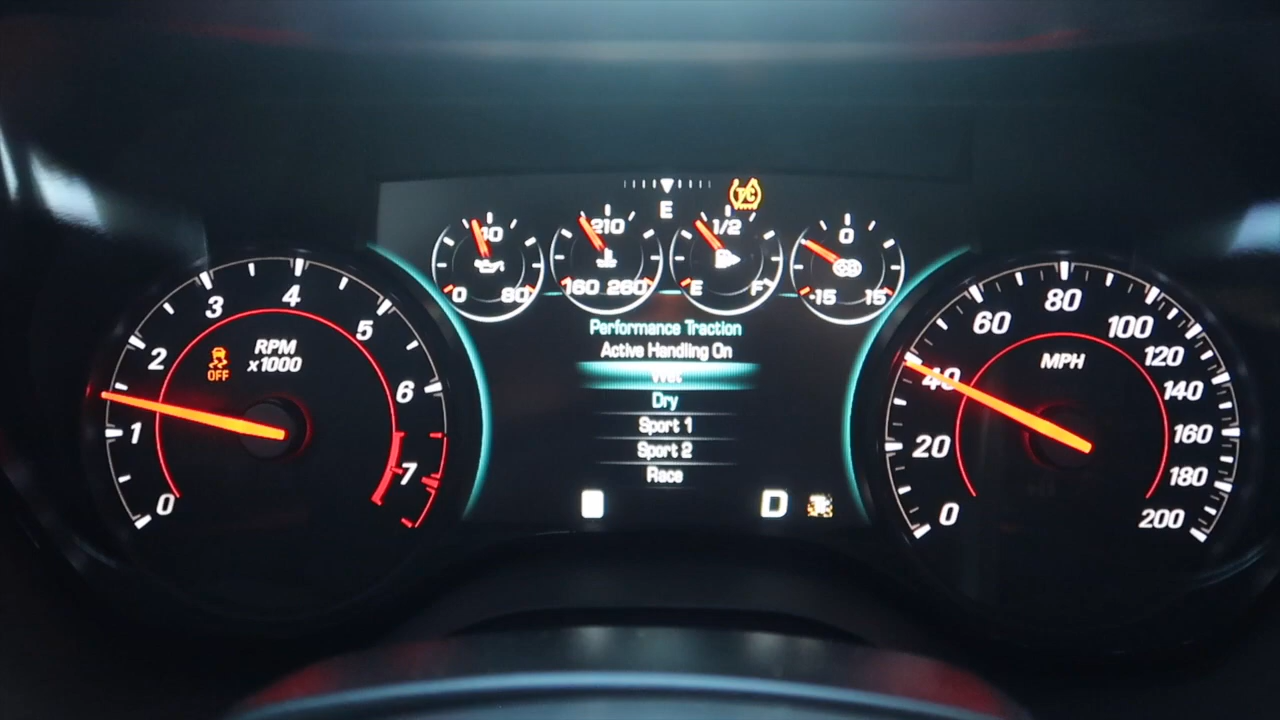 T/C
E
40
0 80
210
160 260
1/2
E F
0
-15 15
Performance Traction
Active Handling On
Wet
Dry
Sport 1
Sport 2
Race
D
RPM
x1000
OFF
0
1
2
3
4
5
6
7
MPH
0
20
40
60
80
100
120
140
160
180
200